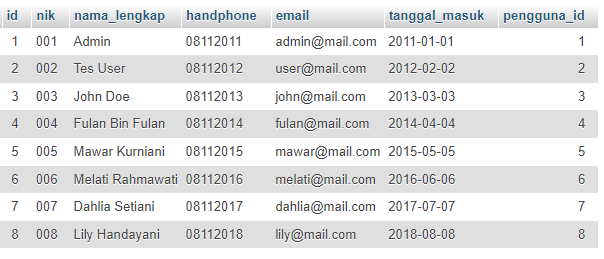 id nik nama_lengkap handphone email tanggal_masuk pengguna_id
1 001 Admin 08112011 admin@mail.com 2011-01-01 1
2 002 Tes User 08112012 user@mail.com 2012-02-02 2
3 003 John Doe 08112013 john@mail.com 2013-03-03 3
4 004 Fulan Bin Fulan 08112014 fulan@mail.com 2014-04-04 4
5 005 Mawar Kurniani 08112015 mawar@mail.com 2015-05-05 5
6 006 Melati Rahmawati 08112016 melati@mail.com 2016-06-06 6
7 007 Dahlia Setiani 08112017 dahlia@mail.com 2017-07-07 7
8 008 Lily Handayani 08112018 lily@mail.com 2018-08-08 8